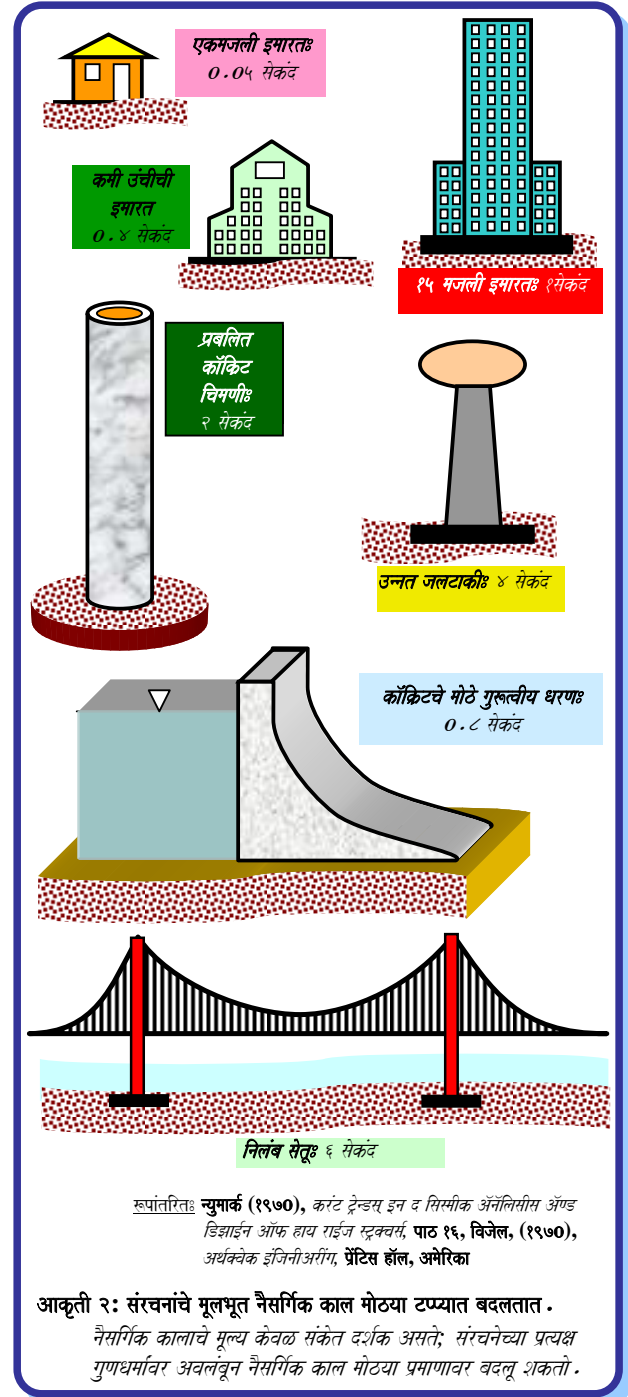 एकमजली इमारतः
०.०५ सेकंद
कमी उंचीची
इमारत
०.४ सेकंद
१५ मजली इमारतः १सेकंद
प्रबलित
काँक्रिट
चिमणीः
२ सेकंद
उन्नत जलटाकीः ४ सेकंद
काँक्रिटचे मोठे गुरूत्वीय धरणः
०.८ सेकंद
निलंब सेतूः ६ सेकंद
रूपांतरितः न्युमार्क (१९७०), करंट ट्रेन्डस् इन द सिस्मीक ॲनॅलिसीस ॲण्ड
डिझाईन ऑफ हाय राईज स्ट्रक्चर्स, पाठ १६, विजेल, (१९७०),
अर्थक्वेक इंजिनीअरींग, प्रेंटिस हॉल, अमेरिका
आकृती २: संरचनांचे मूलभूत नैसर्गिक काल मोठया टप्प्यात बदलतात.
नैसर्गिक कालाचे मूल्य केवळ संकेत दर्शक असते; संरचनेच्या प्रत्यक्ष
गुणधर्मावर अवलंबून नैसर्गिक काल मोठया प्रमाणावर बदलू शकतो.